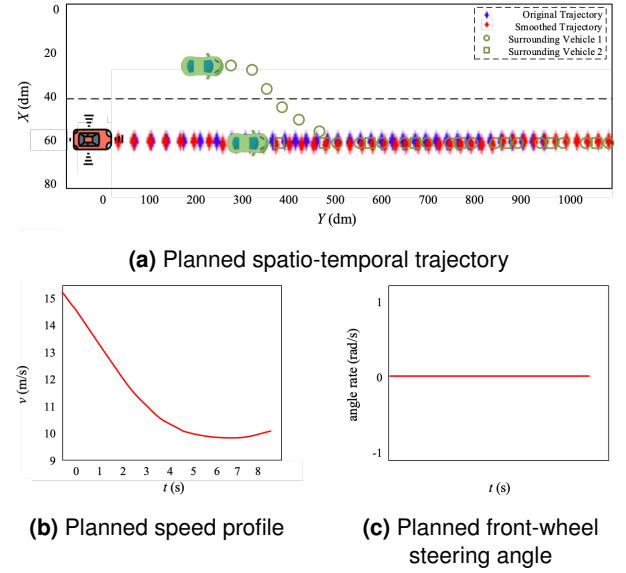 0
20
40
60
80
X (dm)
Original Trajectory
Smoothed Trajectory
Surrounding Vehicle 1
Surrounding Vehicle 2
0 100 200 300 400 500 600 700 800 900 1000
Y (dm)
(a) Planned spatio-temporal trajectory
15
14
13
12
11
10
9
v (m/s)
0 1 2 3 4 5 6 7 8
t (s)
1
0
-1
angle rate (rad/s)
t (s)
(b) Planned speed profile
(c) Planned front-wheel
steering angle